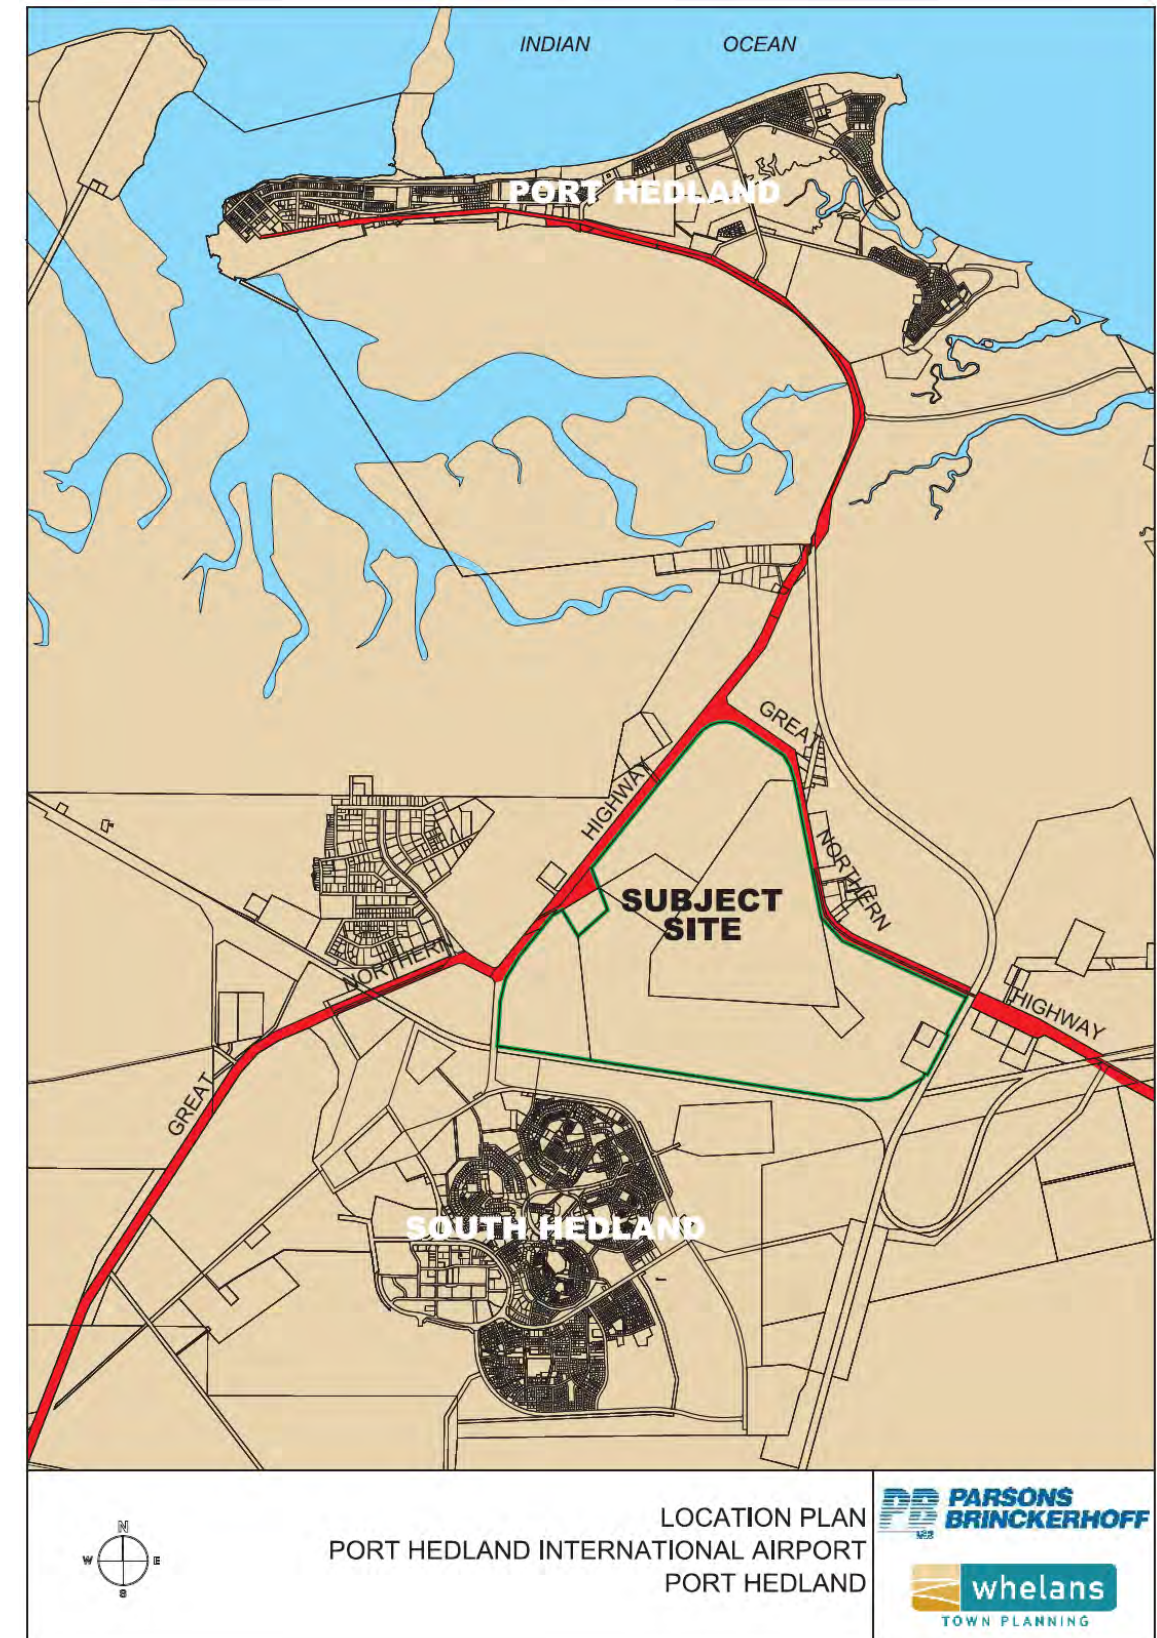 INDIAN OCEAN
PORT HEDLAND
GREAT
HIGHWAY
NORTHERN
SUBJECT
SITE
NORTHERN
HIGHWAY
GREAT
SOUTH HEDLAND
N
W E
S
LOCATION PLAN
PORT HEDLAND INTERNATIONAL AIRPORT
PORT HEDLAND
PB
PARSONS
BRINCKERHOFF
whelans
TOWN PLANNING